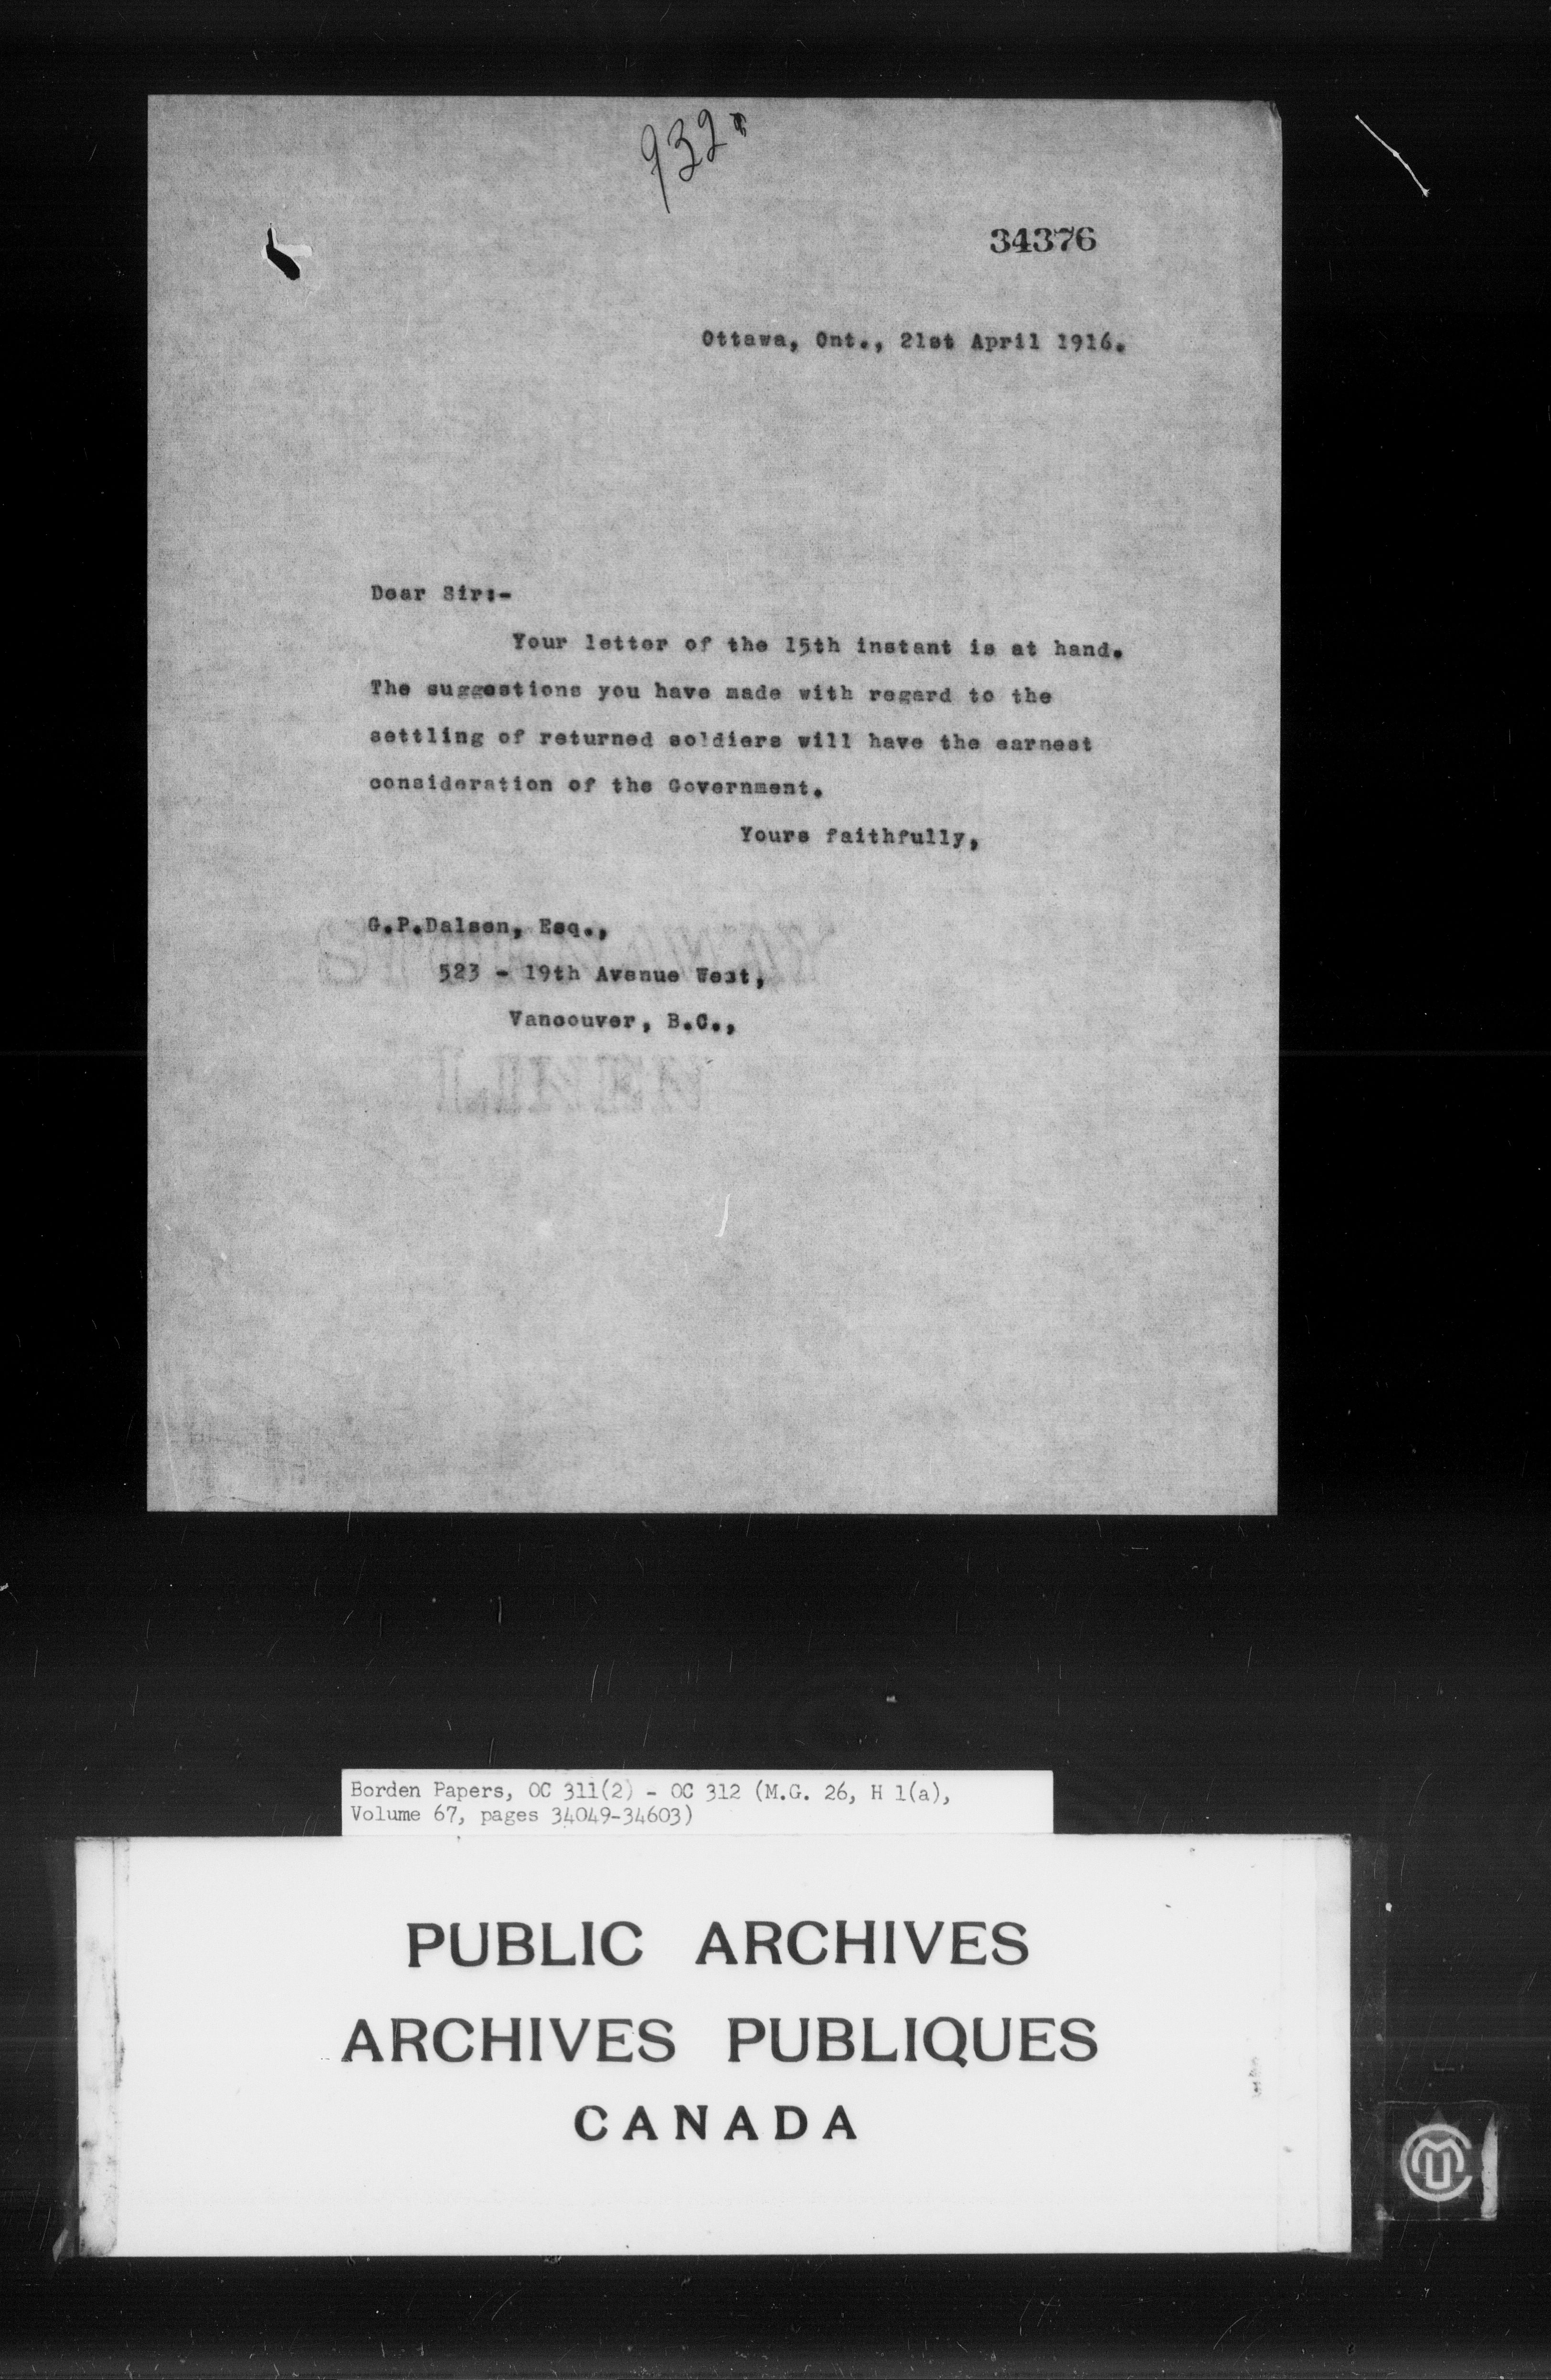 932
34376
Ottawa, Ont., 21st April 1916.
Dear Sir:-
Your letter of the 15th instant is at hand.
The suggestions you have made with regard to the
settling of returned soldiers will have the earnest
consideration of the Government.
Yours faithfully,
G.P.Dalsen, Esq.,
523 - 19th Avenue West,
Vancouver, B.C.,
LINEN
Borden Papers, OC 311(2) - OC 312 (M.G. 26, H 1(a),
Volume 67, pages 34049-34603)
PUBLIC ARCHIVES
ARCHIVES PUBLIQUES
CANADA